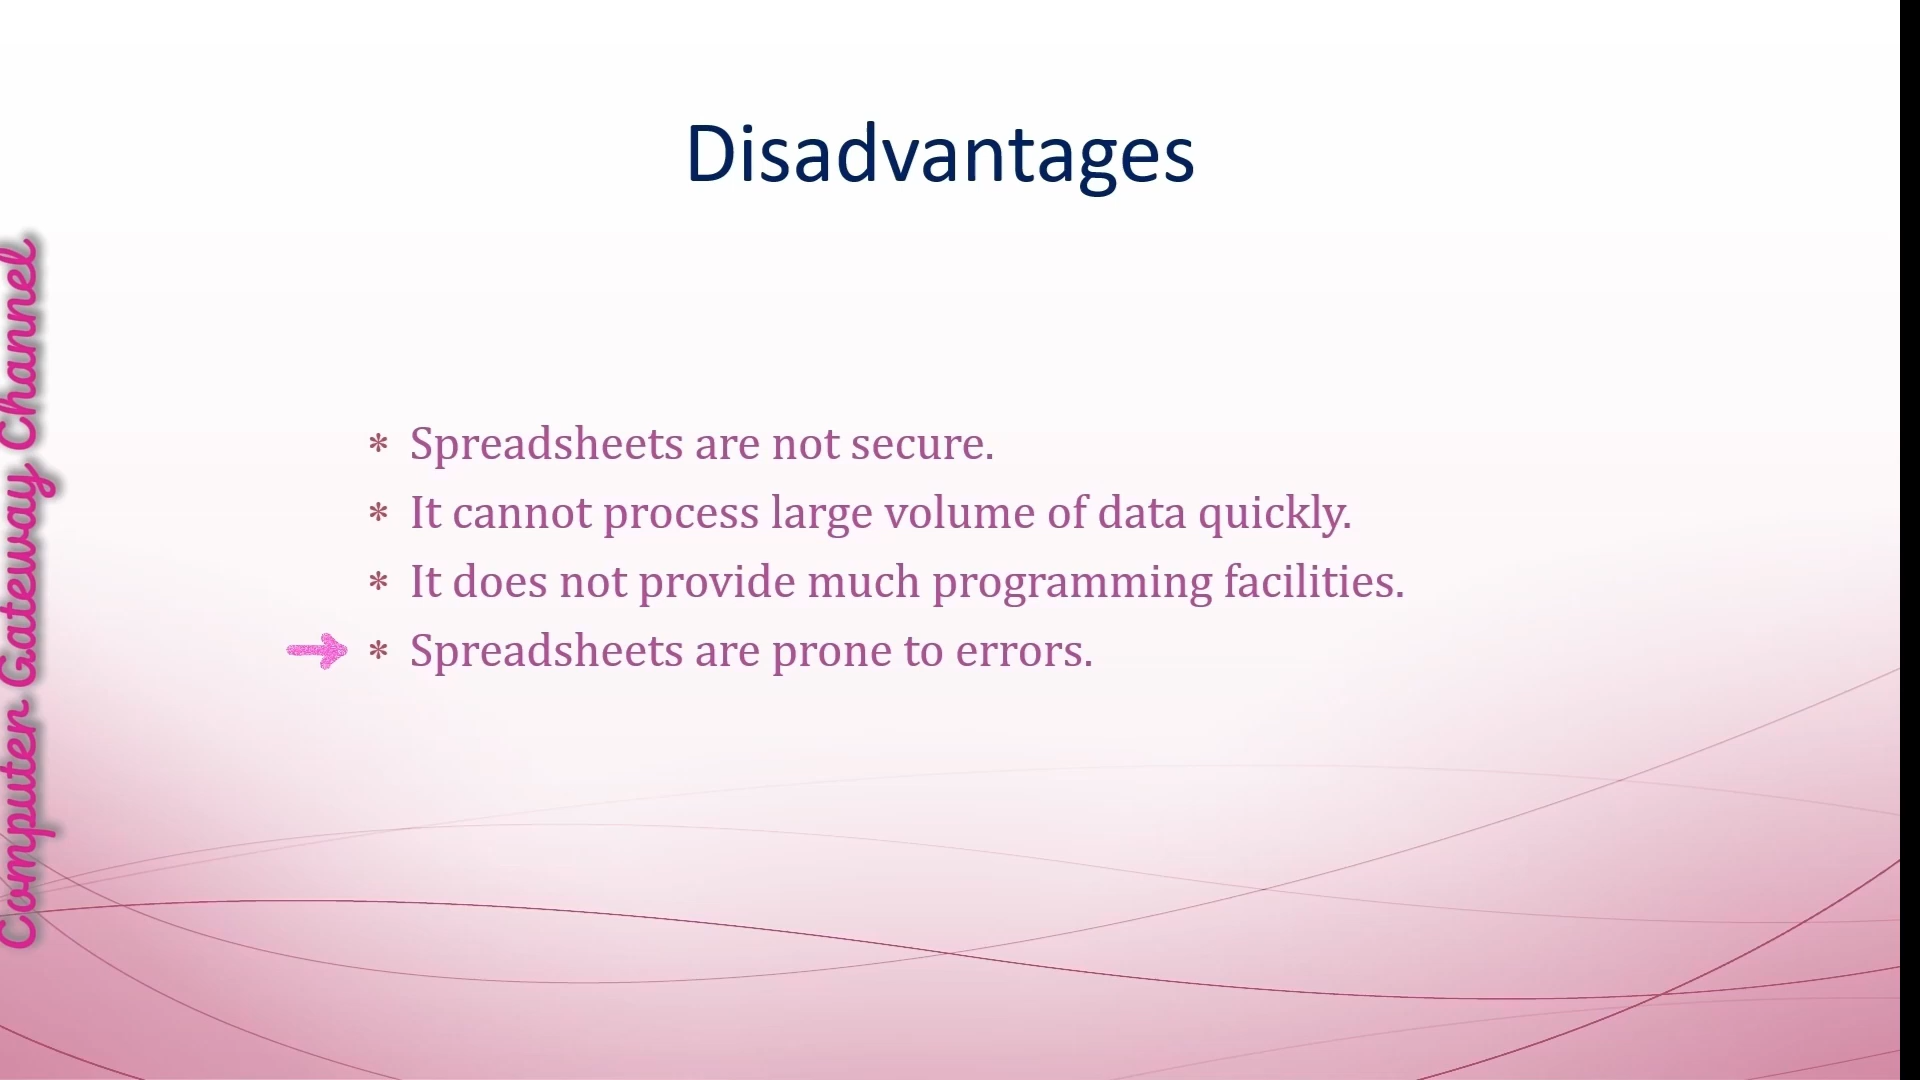 Disadvantages
* Spreadsheets are not secure.
* It cannot process large volume of data quickly.
* It does not provide much programming facilities.
* Spreadsheets are prone to errors.
Computer Gateway Channel